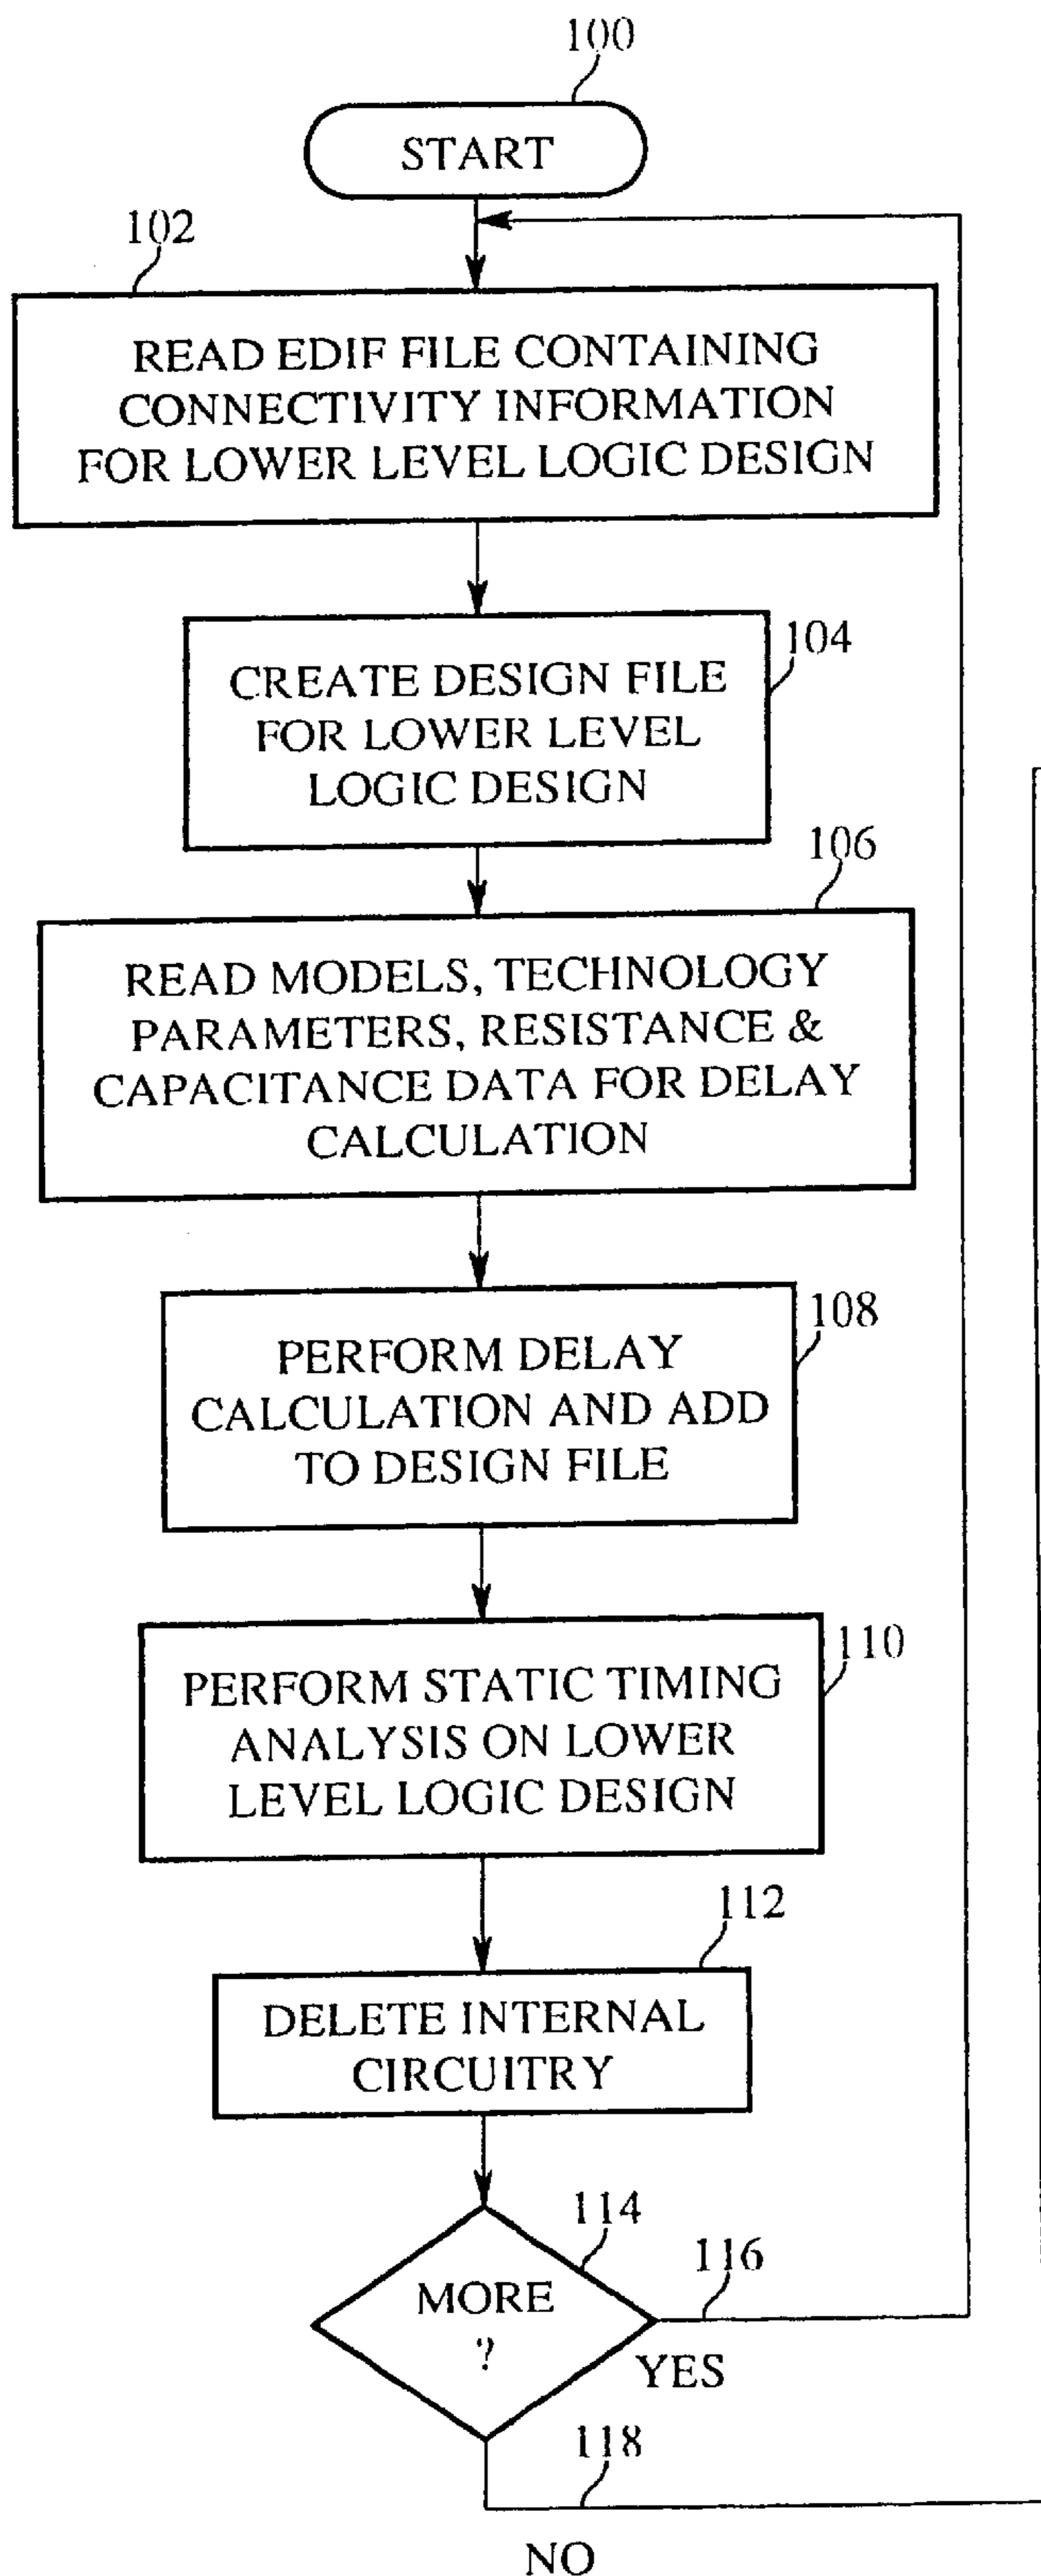 100
START
102
READ EDIF FILE CONTAINING
CONNECTIVITY INFORMATION
FOR LOWER LEVEL LOGIC DESIGN
104
CREATE DESIGN FILE
FOR LOWER LEVEL
LOGIC DESIGN
106
READ MODELS, TECHNOLOGY
PARAMETERS, RESISTANCE &
CAPACITANCE DATA FOR DELAY
CALCULATION
108
PERFORM DELAY
CALCULATION AND ADD
TO DESIGN FILE
110
PERFORM STATIC TIMING
ANALYSIS ON LOWER
LEVEL LOGIC DESIGN
112
DELETE INTERNAL
CIRCUITRY
114
MORE
?
116
YES
118
NO